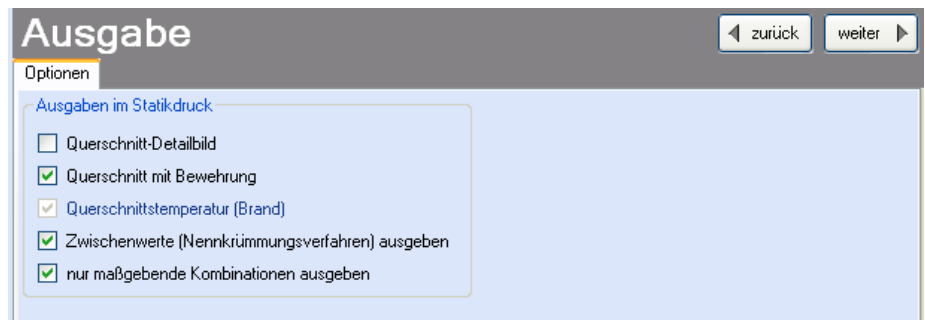 Ausgabe
zurück
weiter
Optionen
Ausgaben im Statikdruck
Querschnitt-Detailbild
Querschnitt mit Bewehrung
Querschnittstemperatur (Brand)
Zwischenwerte (Nennkrümmungsverfahren) ausgeben
nur maßgebende Kombinationen ausgeben